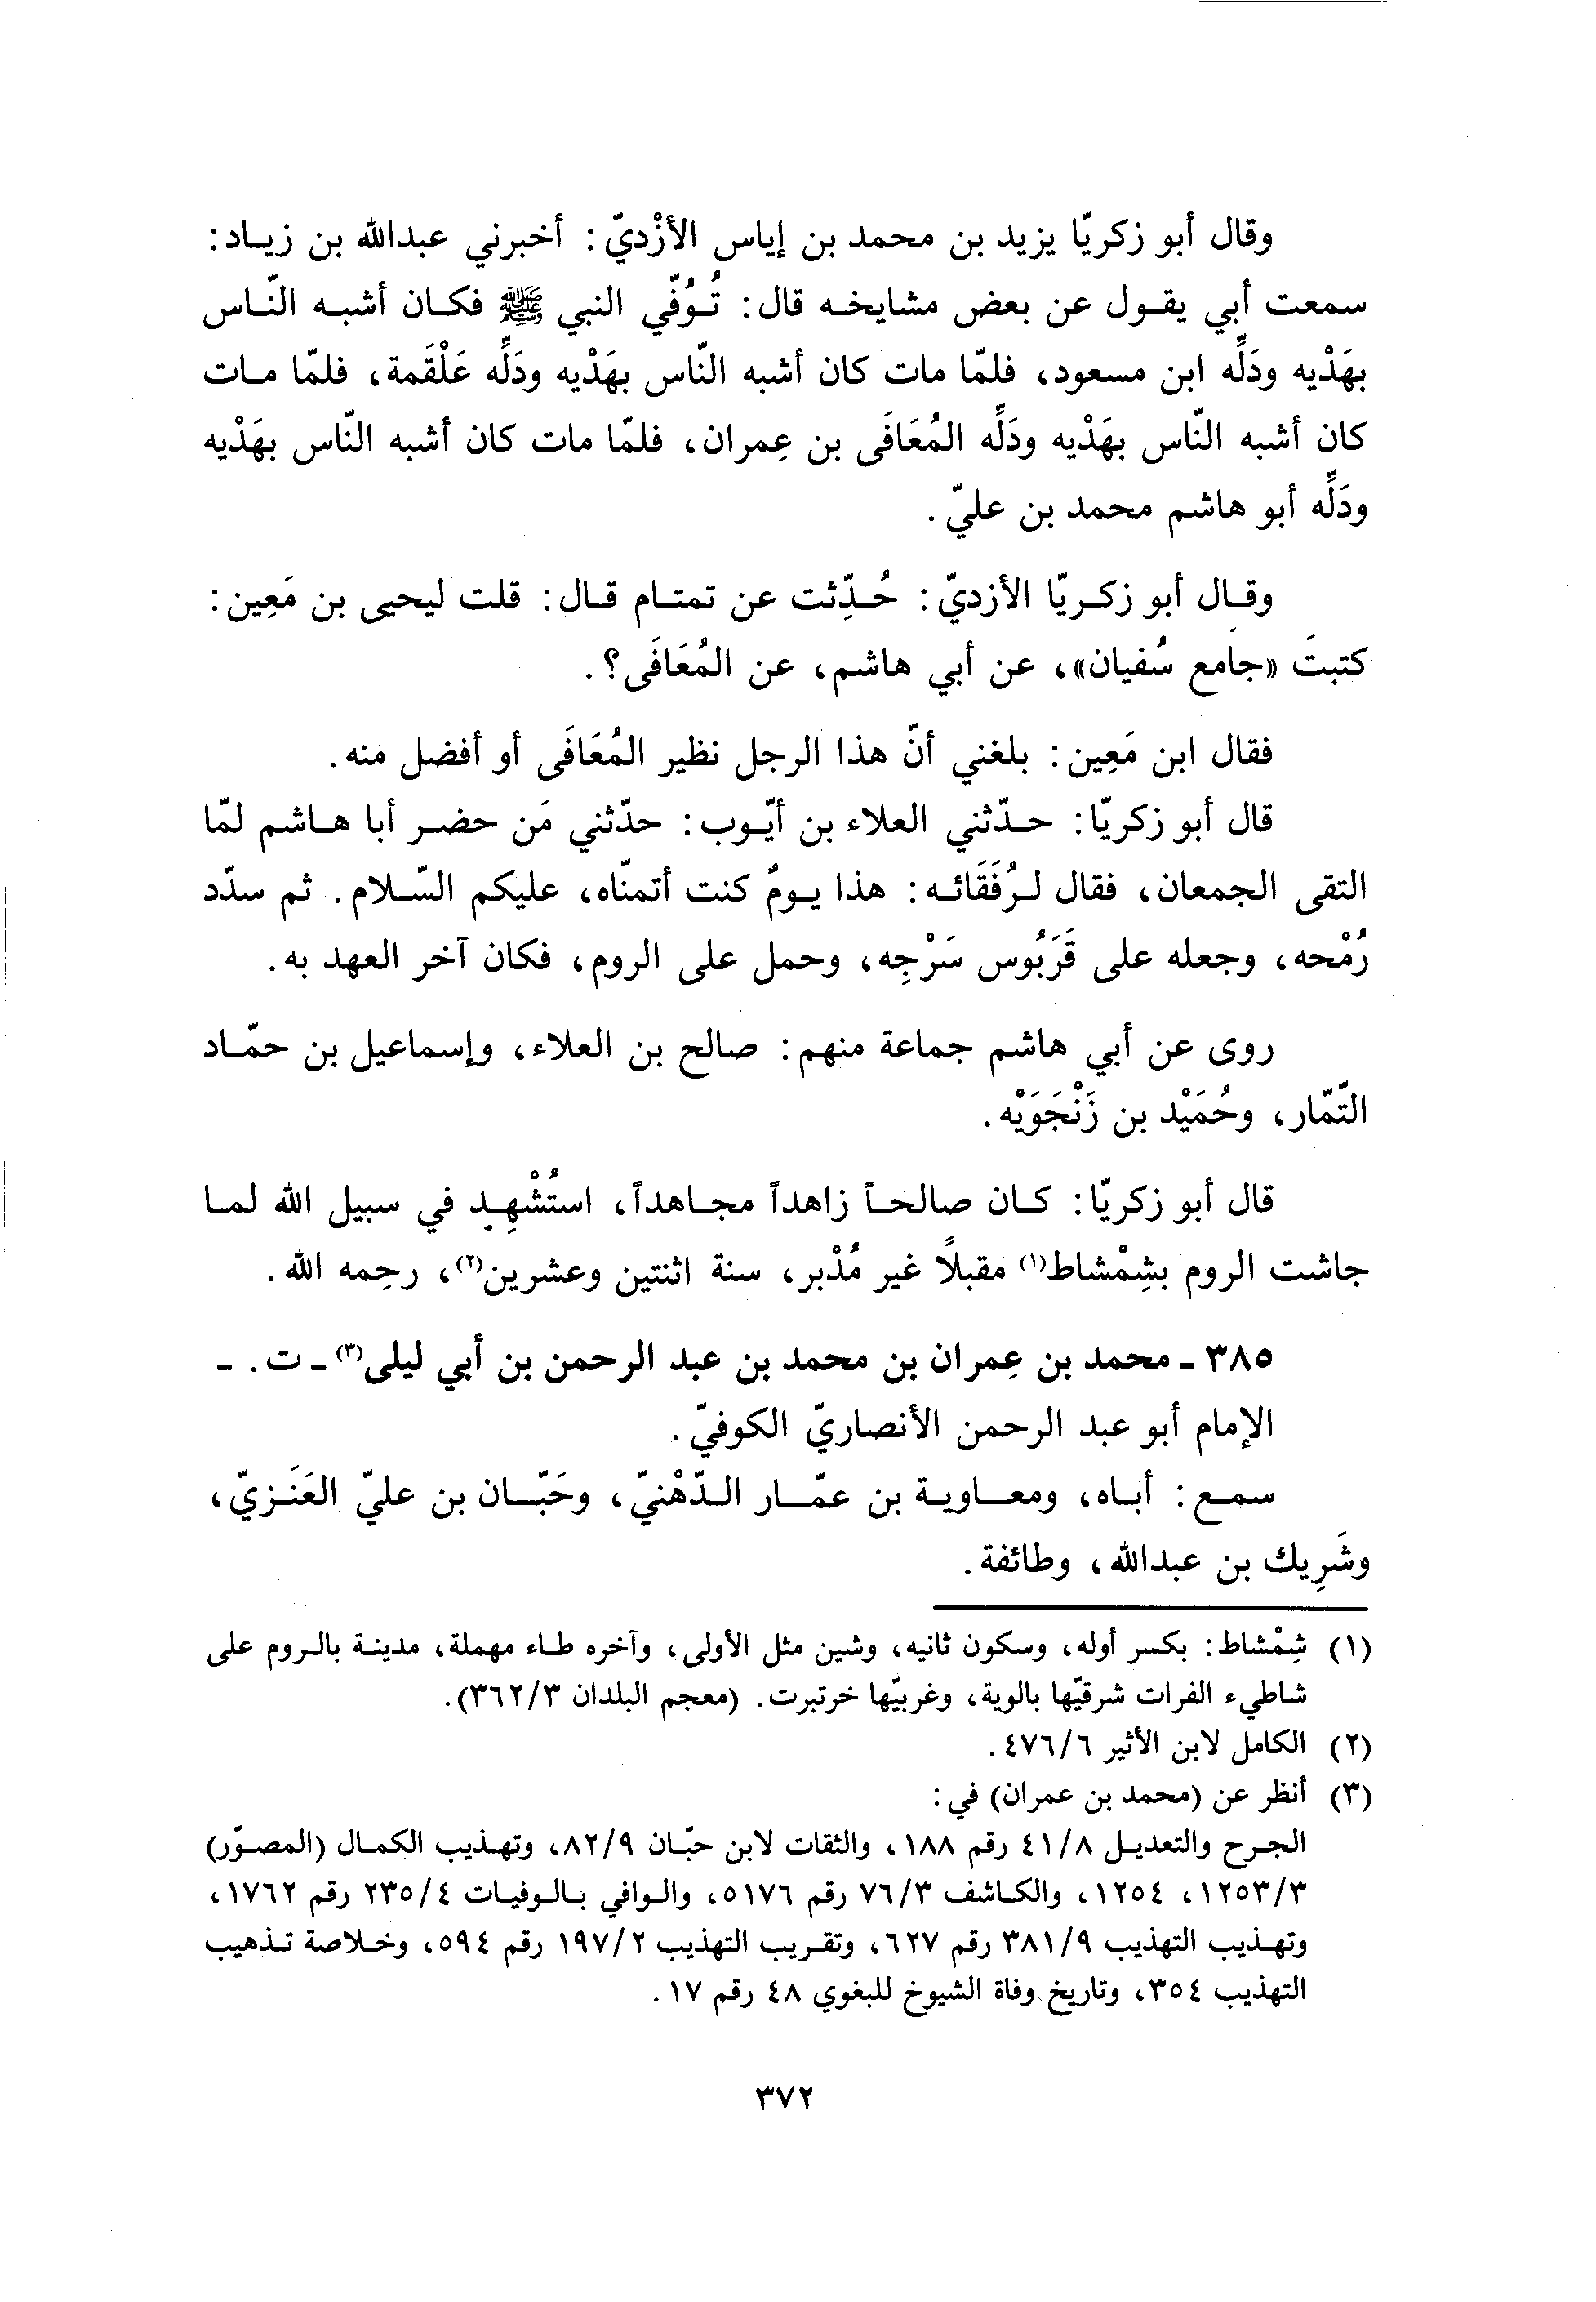 وقال أبو زكريّا يزيد بن محمد بن إياس الأزْديّ: أخبرني عبدالله بن زياد:
سمعت أبي يقول عن بعض مشايخه قال: تُوُفّي النبي ﷺ فكان أشبه النّاس
بهَدْيه ودَلِّه ابن مسعود، فلمّا مات كان أشبه النّاس بهَدْيه ودَلِّه عَلْقَمة، فلمّا مات
كان أشبه النّاس بهَدْيه ودَلِّه المُعَافَى بن عِمران، فلمّا مات كان أشبه النّاس بهَدْيه
ودَلِّه أبو هاشم محمد بن عليّ.
وقال أبو زكريّا الأزديّ: حُدِّثت عن تمتام قال: قلت ليحيى بن مَعِين:
كتبتَ «جامع سُفيان»، عن أبي هاشم، عن المُعَافَى؟.
فقال ابن مَعِين: بلغني أنّ هذا الرجل نظير المُعَافَى أو أفضل منه.
قال أبو زكريّا: حدّثني العلاء بن أيّوب: حدّثني مَن حضر أبا هاشم لمّا
التقى الجمعان، فقال لرُفَقَائه: هذا يومٌ كنت أتمنّاه، عليكم السّلام. ثم سدّد
رُمْحه، وجعله على قَرَبُوس سَرْجِه، وحمل على الروم، فكان آخر العهد به.
روى عن أبي هاشم جماعة منهم: صالح بن العلاء، وإسماعيل بن حمّاد
التّمّار، وحُمَيْد بن زَنْجَوَيْه.
قال أبو زكريّا: كان صالحاً زاهداً مجاهداً، استُشْهِد في سبيل الله لما
جاشت الروم بشِمْشاط(١) مقبلًا غير مُدْبر، سنة اثنتين وعشرين(٢)، رحِمه الله.
٣٨٥ - محمد بن عِمران بن محمد بن عبد الرحمن بن أبي ليلى(٣) - ت. -
الإمام أبو عبد الرحمن الأنصاريّ الكوفيّ.
سمع: أباه، ومعاوية بن عمّار الدّهْنيّ، وحَبّان بن عليّ العَنَزيّ،
وشَرِيك بن عبدالله، وطائفة.
(١) شِمْشاط: بكسر أوله، وسكون ثانيه، وشين مثل الأولى، وآخره طاء مهملة، مدينة بالروم على
شاطيء الفرات شرقيّها بالوية، وغربيّها خرتبرت. (معجم البلدان ٣/٣٦٢).
(٢) الكامل لابن الأثير ٦/٤٧٦.
(٣) أنظر عن (محمد بن عمران) في:
الجرح والتعديل ٨/٤١ رقم ١٨٨، والثقات لابن حبّان ٩/٨٢، وتهذيب الكمال (المصوّر)
٣/١٢٥٣، ١٢٥٤، والكاشف ٣/٧٦ رقم ٥١٧٦، والوافي بالوفيات ٤/٢٣٥ رقم ١٧٦٢،
وتهذيب التهذيب ٩/٣٨١ رقم ٦٢٧، وتقريب التهذيب ٢/١٩٧ رقم ٥٩٤، وخلاصة تذهيب
التهذيب ٣٥٤، وتاريخ وفاة الشيوخ للبغوي ٤٨ رقم ١٧.
٣٧٢